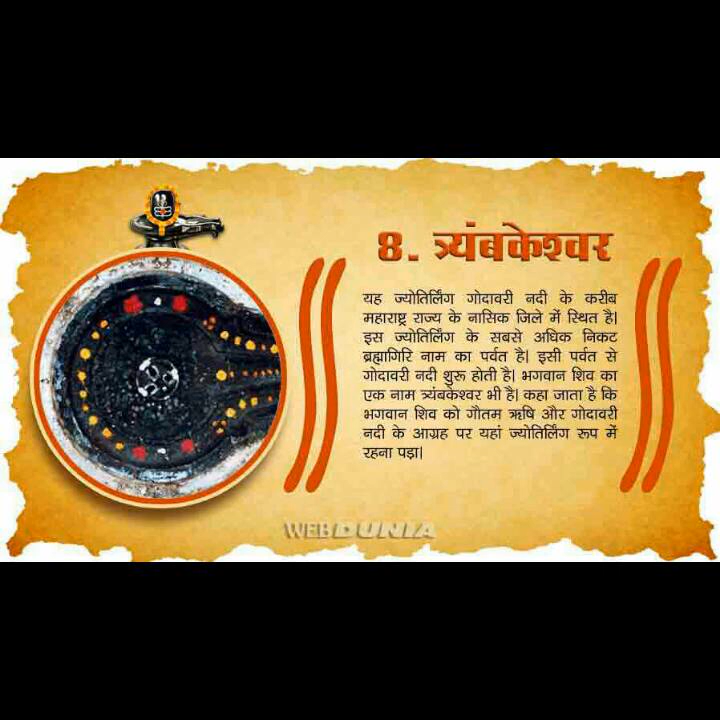 8. त्र्यंबकेश्वर
यह ज्योतिर्लिंग गोदावरी नदी के करीब
महाराष्ट्र राज्य के नासिक जिले में स्थित है।
इस ज्योतिर्लिंग के सबसे अधिक निकट
ब्रह्मागिरि नाम का पर्वत है। इसी पर्वत से
गोदावरी नदी शुरू होती है। भगवान शिव का
एक नाम त्र्यंबकेश्वर भी है। कहा जाता है कि
भगवान शिव को गौतम ऋषि और गोदावरी
नदी के आग्रह पर यहां ज्योतिर्लिंग रूप में
रहना पड़ा।
WEBDUNIA